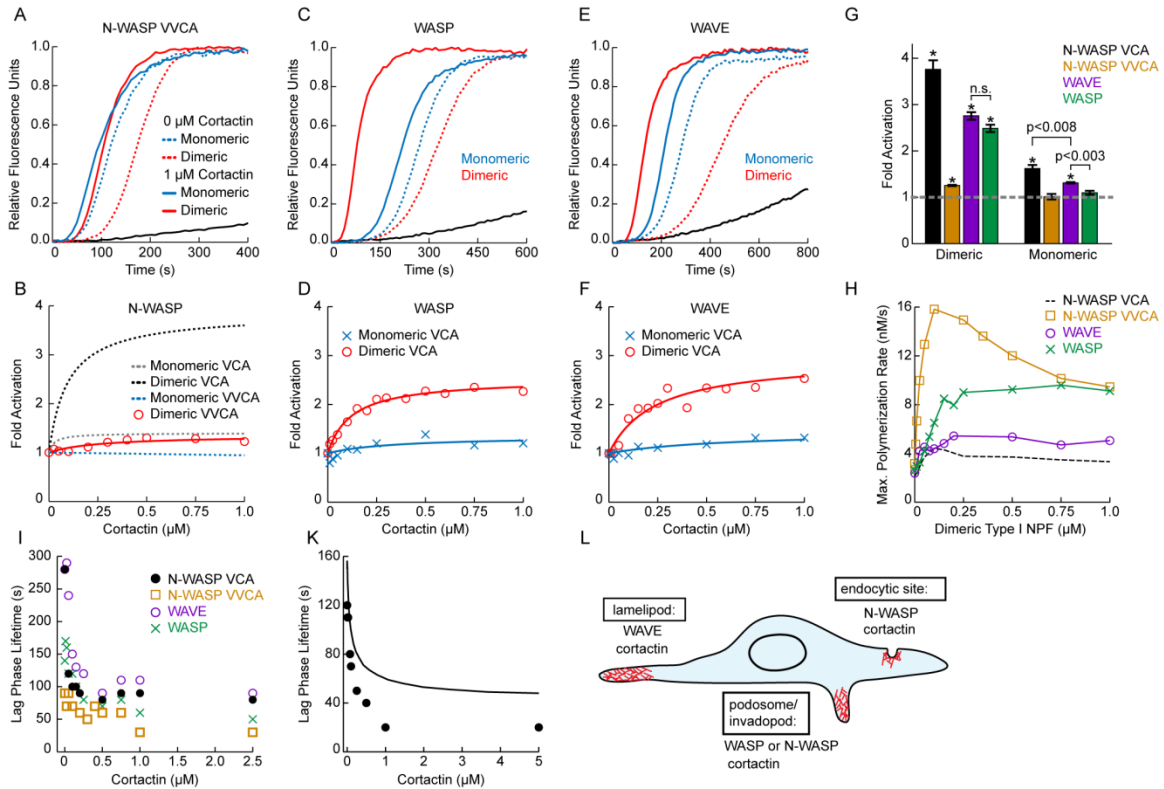 A
N-WASP VVCA
Relative Fluorescence Units
1.0
0.8
0.6
0.4
0.2
0.0
0 µM Cortactin
Monomeric
Dimeric
1 µM Cortactin
Monomeric
Dimeric
0 100 200 300 400
Time (s)
C
WASP
Relative Fluorescence Units
1.0
0.8
0.6
0.4
0.2
0.0
Monomeric
Dimeric
0 150 300 450 600
Time (s)
E
WAVE
Relative Fluorescence Units
1.0
0.8
0.6
0.4
0.2
0.0
Monomeric
Dimeric
0 200 400 600 800
Time (s)
G
N-WASP VCA
N-WASP VVCA
WAVE
WASP
Fold Activation
4
2
1
0
* * * n.s. * p<0.008 * * p<0.003
Dimeric Monomeric
B
N-WASP
Fold Activation
4
3
2
1
0
Monomeric VCA
Dimeric VCA
Monomeric VVCA
Dimeric VVCA
0 0.25 0.50 0.75 1.0
Cortactin (µM)
D
WASP
Fold Activation
4
3
2
1
0
Monomeric VCA
Dimeric VCA
0 0.25 0.50 0.75 1.0
Cortactin (µM)
F
WAVE
Fold Activation
4
3
2
1
0
Monomeric VCA
Dimeric VCA
0 0.25 0.50 0.75 1.0
Cortactin (µM)
H
N-WASP VCA
N-WASP VVCA
WAVE
WASP
Max. Polymerization Rate (nM/s)
16
12
8
4
0
0 0.25 0.50 0.75 1.0
Dimeric Type I NPF (µM)
I
Lag Phase Lifetime (s)
300
250
200
150
100
50
0
N-WASP VCA
N-WASP VVCA
WAVE
WASP
0 0.5 1.0 1.5 2.0 2.5
Cortactin (µM)
K
Lag Phase Lifetime (s)
160
120
80
40
0
0 1 2 3 4 5
Cortactin (µM)
L
lamelipod:
WAVE
cortactin
endocytic site:
N-WASP
cortactin
podosome/
invadopod:
WASP or N-WASP
cortactin